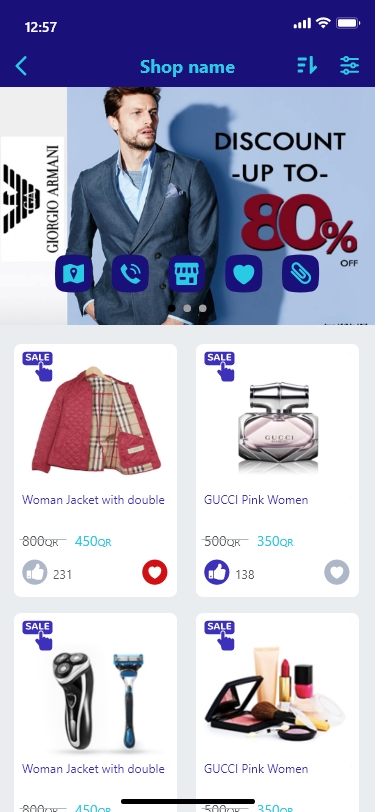 12:57
Shop name
GIORGIO ARMANI
DISCOUNT
-UP TO-
80%
OFF
SALE
SALE
GUCCI
Woman Jacket with double
GUCCI Pink Women
800QR 450QR
500QR 350QR
231
138
SALE
SALE
Woman Jacket with double
GUCCI Pink Women
800QR 450QR
500QR 350QR